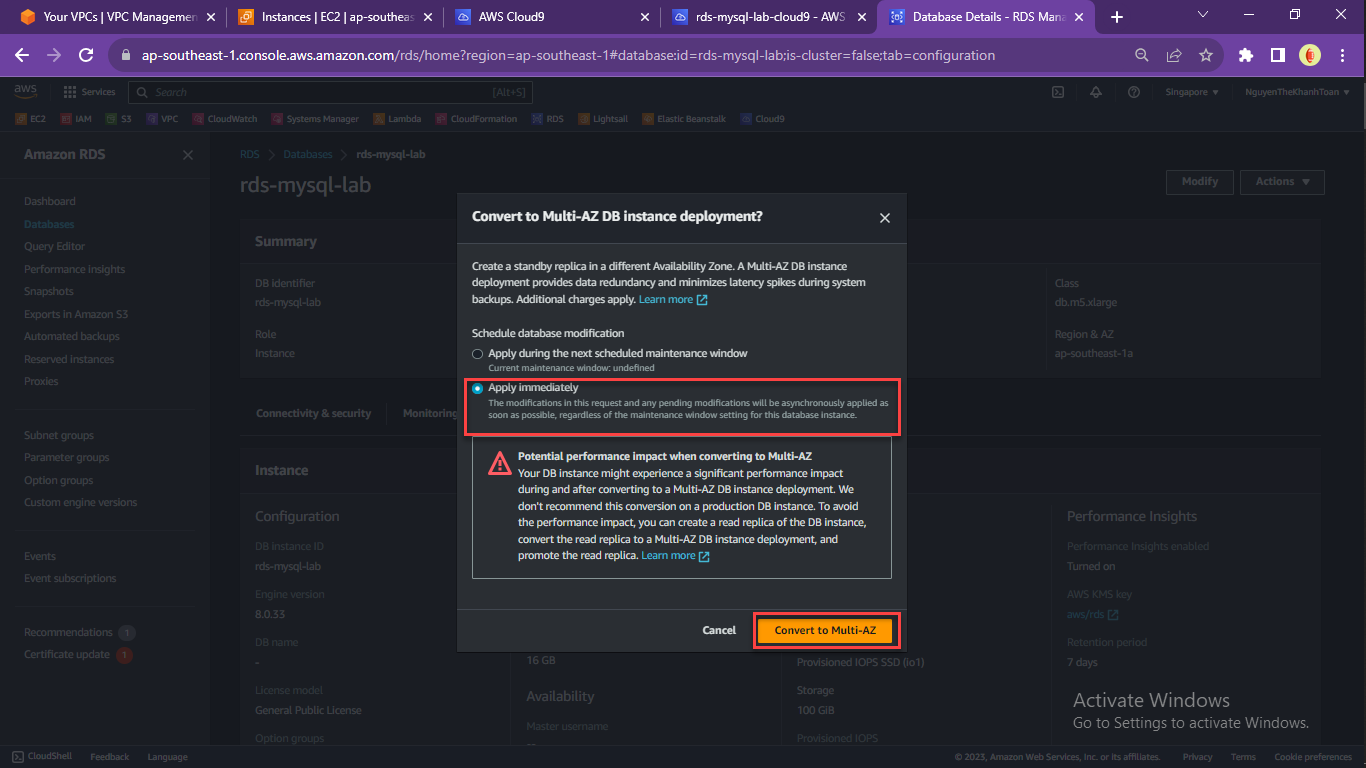 Your VPCs | VPC Managemen
Instances | EC2 | ap-southeas
AWS Cloud9
rds-mysql-lab-cloud9 - AWS
Database Details - RDS Mana
ap-southeast-1.console.aws.amazon.com/rds/home?region=ap-southeast-1#database:id=rds-mysql-lab;is-cluster=false;tab=configuration
aws
Services
Search
[Alt+S]
Singapore
NguyenTheKhanhToan
EC2
IAM
S3
VPC
CloudWatch
Systems Manager
Lambda
CloudFormation
RDS
Lightsail
Elastic Beanstalk
Cloud9
Amazon RDS
Dashboard
Databases
Query Editor
Performance insights
Snapshots
Exports in Amazon S3
Automated backups
Reserved instances
Proxies
Subnet groups
Parameter groups
Option groups
Custom engine versions
Events
Event subscriptions
Recommendations 1
Certificate update 1
RDS
Databases
rds-mysql-lab
rds-mysql-lab
Modify
Actions
Summary
DB identifier
rds-mysql-lab
Role
Instance
Class
db.m5.xlarge
Region & AZ
ap-southeast-1a
Connectivity & security
Monitoring
Convert to Multi-AZ DB instance deployment?
Create a standby replica in a different Availability Zone. A Multi-AZ DB instance
deployment provides data redundancy and minimizes latency spikes during system
backups. Additional charges apply. Learn more
Schedule database modification
Apply during the next scheduled maintenance window
Current maintenance window: undefined
Apply immediately
The modifications in this request and any pending modifications will be asynchronously applied as
soon as possible, regardless of the maintenance window setting for this database instance.
Potential performance impact when converting to Multi-AZ
Your DB instance might experience a significant performance impact
during and after converting to a Multi-AZ DB instance deployment. We
don't recommend this conversion on a production DB instance. To avoid
the performance impact, you can create a read replica of the DB instance,
convert the read replica to a Multi-AZ DB instance deployment, and
promote the read replica. Learn more
Cancel
Convert to Multi-AZ
Instance
Configuration
DB instance ID
rds-mysql-lab
Engine version
8.0.33
DB name
-
License model
General Public License
Option groups
16 GB
Availability
Master username
Provisioned IOPS SSD (io1)
Storage
100 GiB
Provisioned IOPS
Performance Insights
Performance Insights enabled
Turned on
AWS KMS key
aws/rds
Retention period
7 days
Activate Windows
Go to Settings to activate Windows.
CloudShell
Feedback
Language
© 2023, Amazon Web Services, Inc. or its affiliates.
Privacy
Terms
Cookie preferences